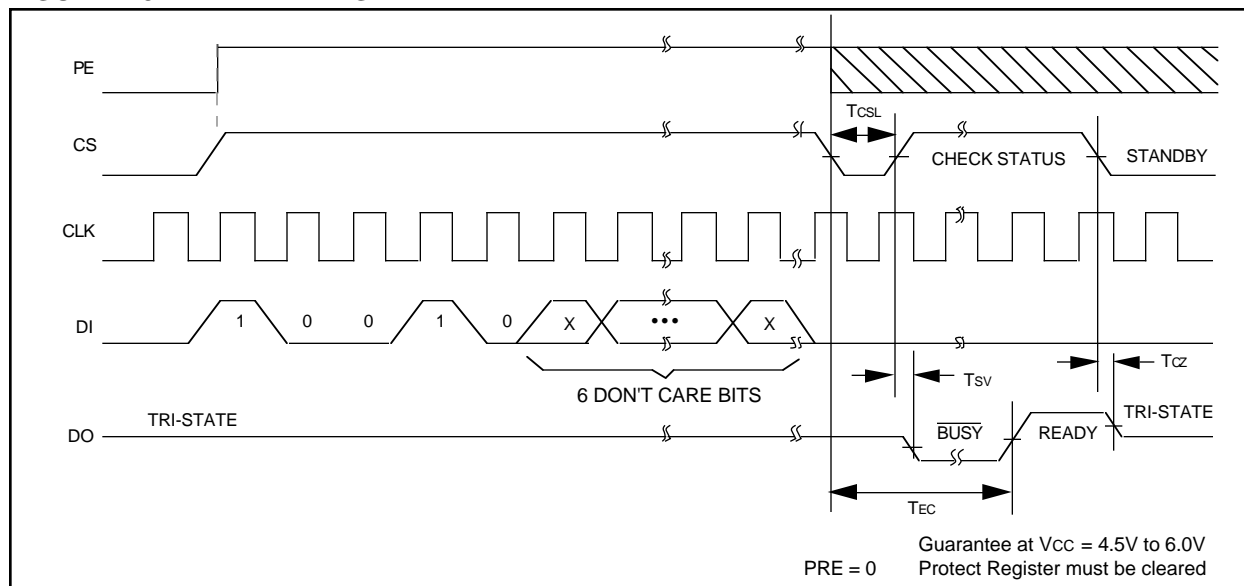 PE
TCSL
CS
CHECK STATUS
STANDBY
CLK
DI
1 0 0 1 0 X ••• X
TCZ
TSV
6 DON'T CARE BITS
TRI-STATE
TRI-STATE
DO
BUSY
READY
TEC
Guarantee at VCC = 4.5V to 6.0V
PRE = 0 Protect Register must be cleared